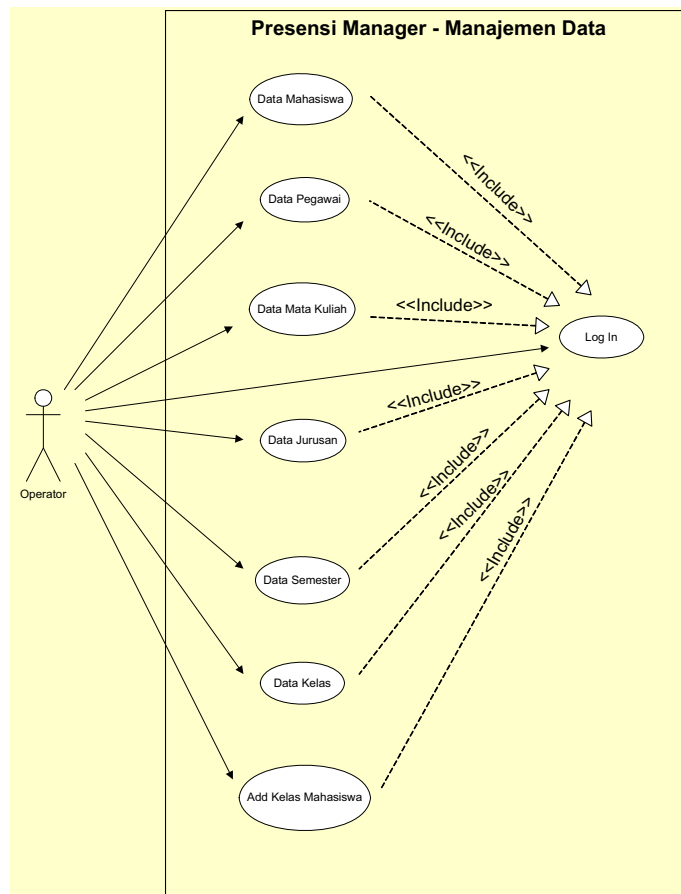 Presensi Manager - Manajemen Data
Data Mahasiswa
<<Include>>
Data Pegawai
<<Include>>
Data Mata Kuliah
<<Include>>
Log In
<<Include>>
Data Jurusan
Operator
<<Include>>
<<Include>>
<<Include>>
Data Semester
Data Kelas
Add Kelas Mahasiswa